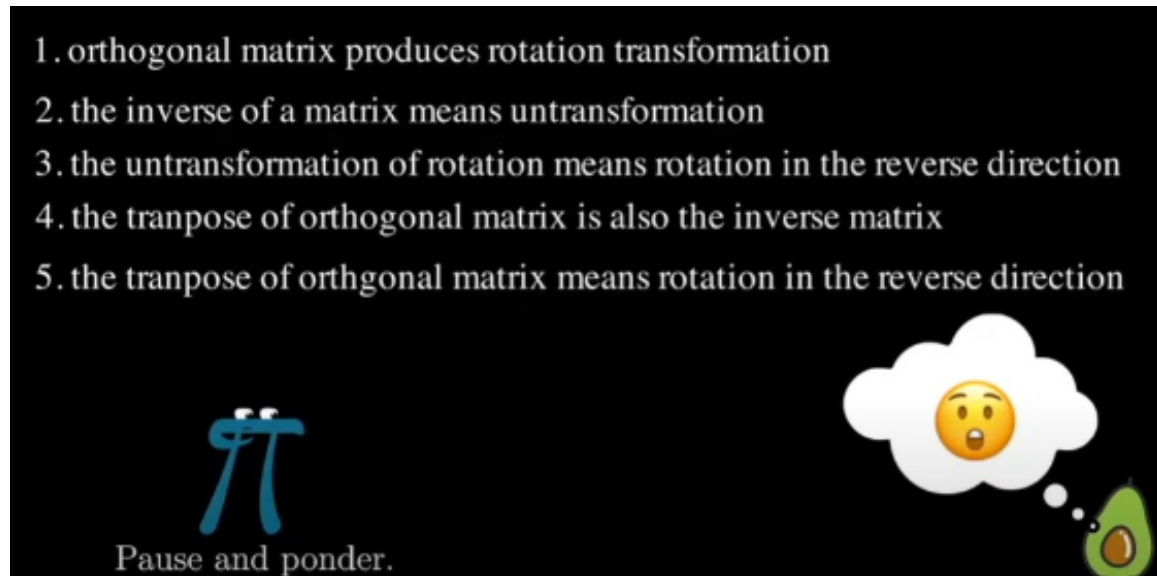 1. orthogonal matrix produces rotation transformation
2. the inverse of a matrix means untransformation
3. the untransformation of rotation means rotation in the reverse direction
4. the tranpose of orthogonal matrix is also the inverse matrix
5. the tranpose of orthgonal matrix means rotation in the reverse direction
Pause and ponder.